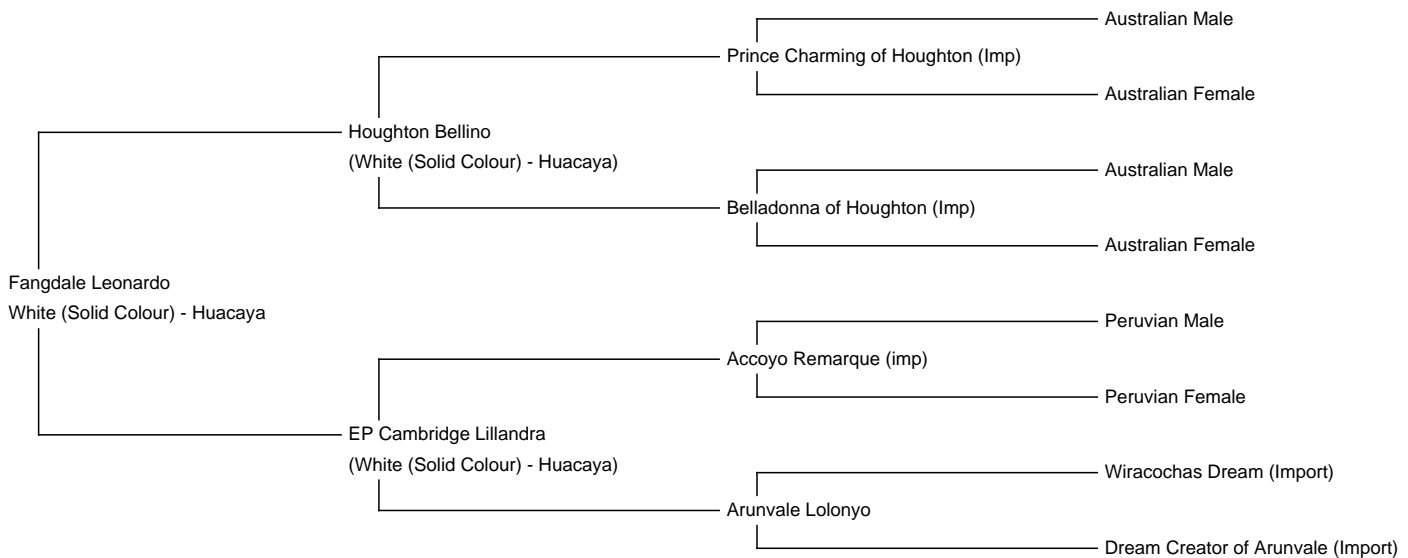 Australian Male
Prince Charming of Houghton (Imp)
Australian Female
Houghton Bellino
(White (Solid Colour) - Huacaya)
Australian Male
Belladonna of Houghton (Imp)
Australian Female
Fangdale Leonardo
White (Solid Colour) - Huacaya
Peruvian Male
Accoyo Remarque (imp)
Peruvian Female
EP Cambridge Lillandra
(White (Solid Colour) - Huacaya)
Wiracochas Dream (Import)
Arunvale Lolonyo
Dream Creator of Arunvale (Import)